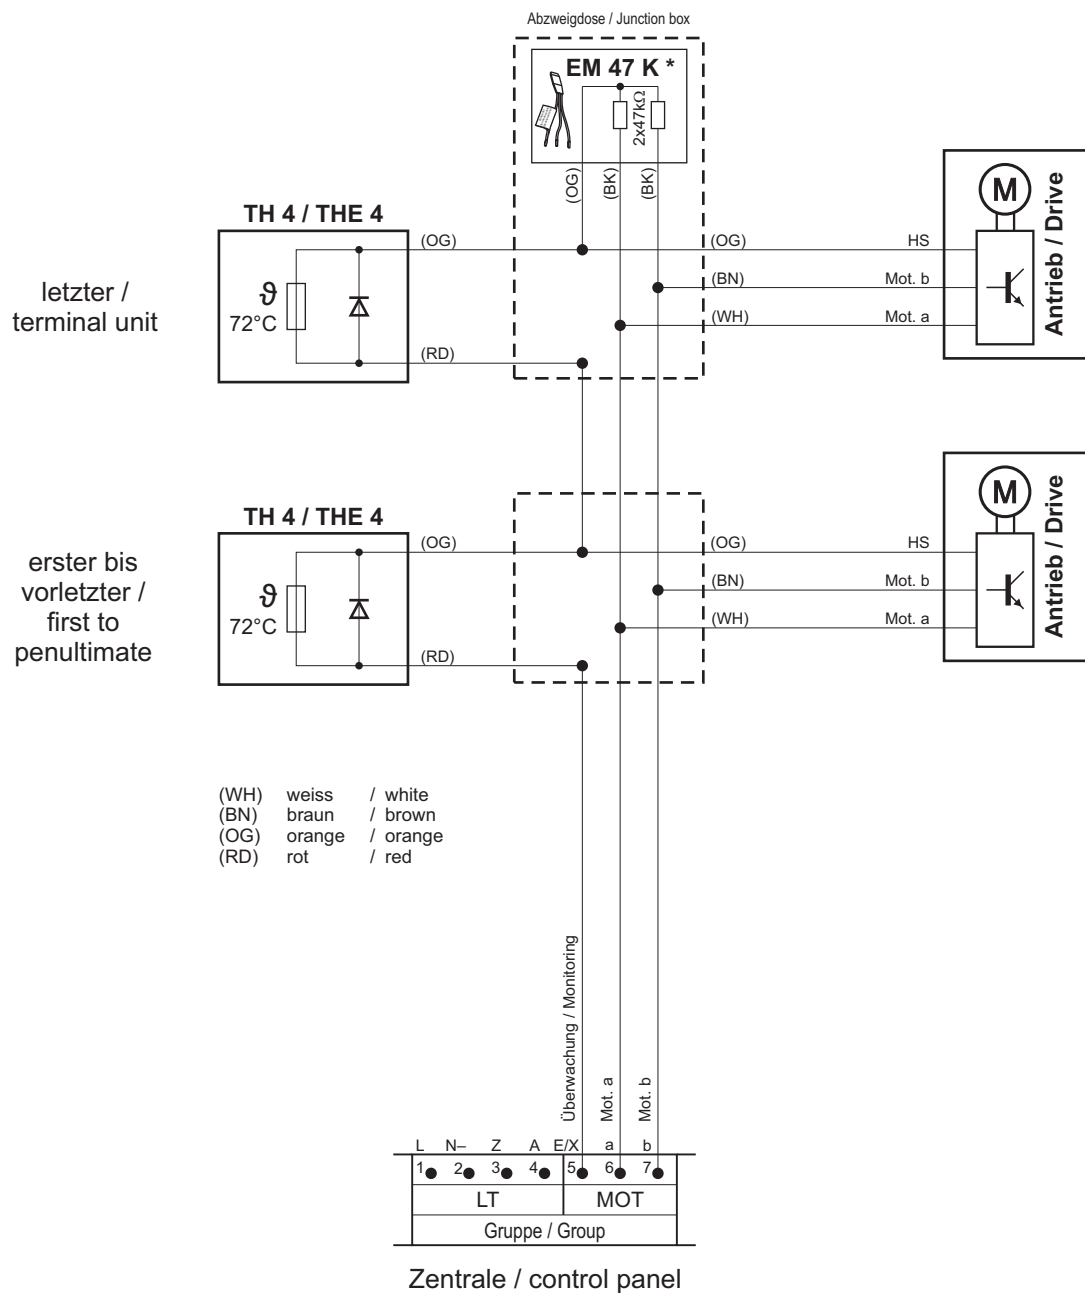 Abzweigdose / Junction box
EM 47 K *
2x47kΩ
(OG)
(BK)
(BK)
TH 4 / THE 4
(OG)
ϑ
72°C
(RD)
letzter /
terminal unit
(OG)
HS
(BN)
Mot. b
(WH)
Mot. a
M
Antrieb / Drive
TH 4 / THE 4
(OG)
ϑ
72°C
(RD)
erster bis
vorletzter /
first to
penultimate
(OG)
HS
(BN)
Mot. b
(WH)
Mot. a
M
Antrieb / Drive
(WH) weiss / white
(BN) braun / brown
(OG) orange / orange
(RD) rot / red
Überwachung / Monitoring
Mot. a
Mot. b
L N– Z A E/X a b
1 2 3 4 5 6 7
LT MOT
Gruppe / Group
Zentrale / control panel